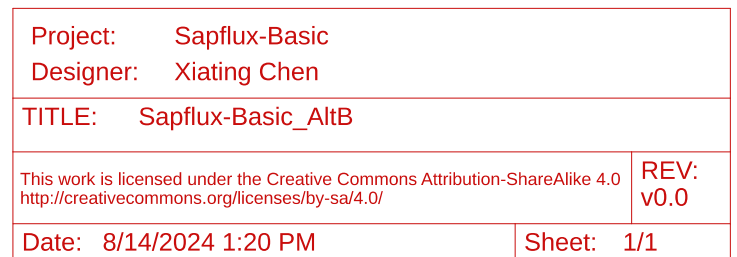 Project: Sapflux-Basic
Designer: Xiating Chen
TITLE: Sapflux-Basic_AltB
This work is licensed under the Creative Commons Attribution-ShareAlike 4.0
http://creativecommons.org/licenses/by-sa/4.0/
REV:
v0.0
Date: 8/14/2024 1:20 PM
Sheet: 1/1